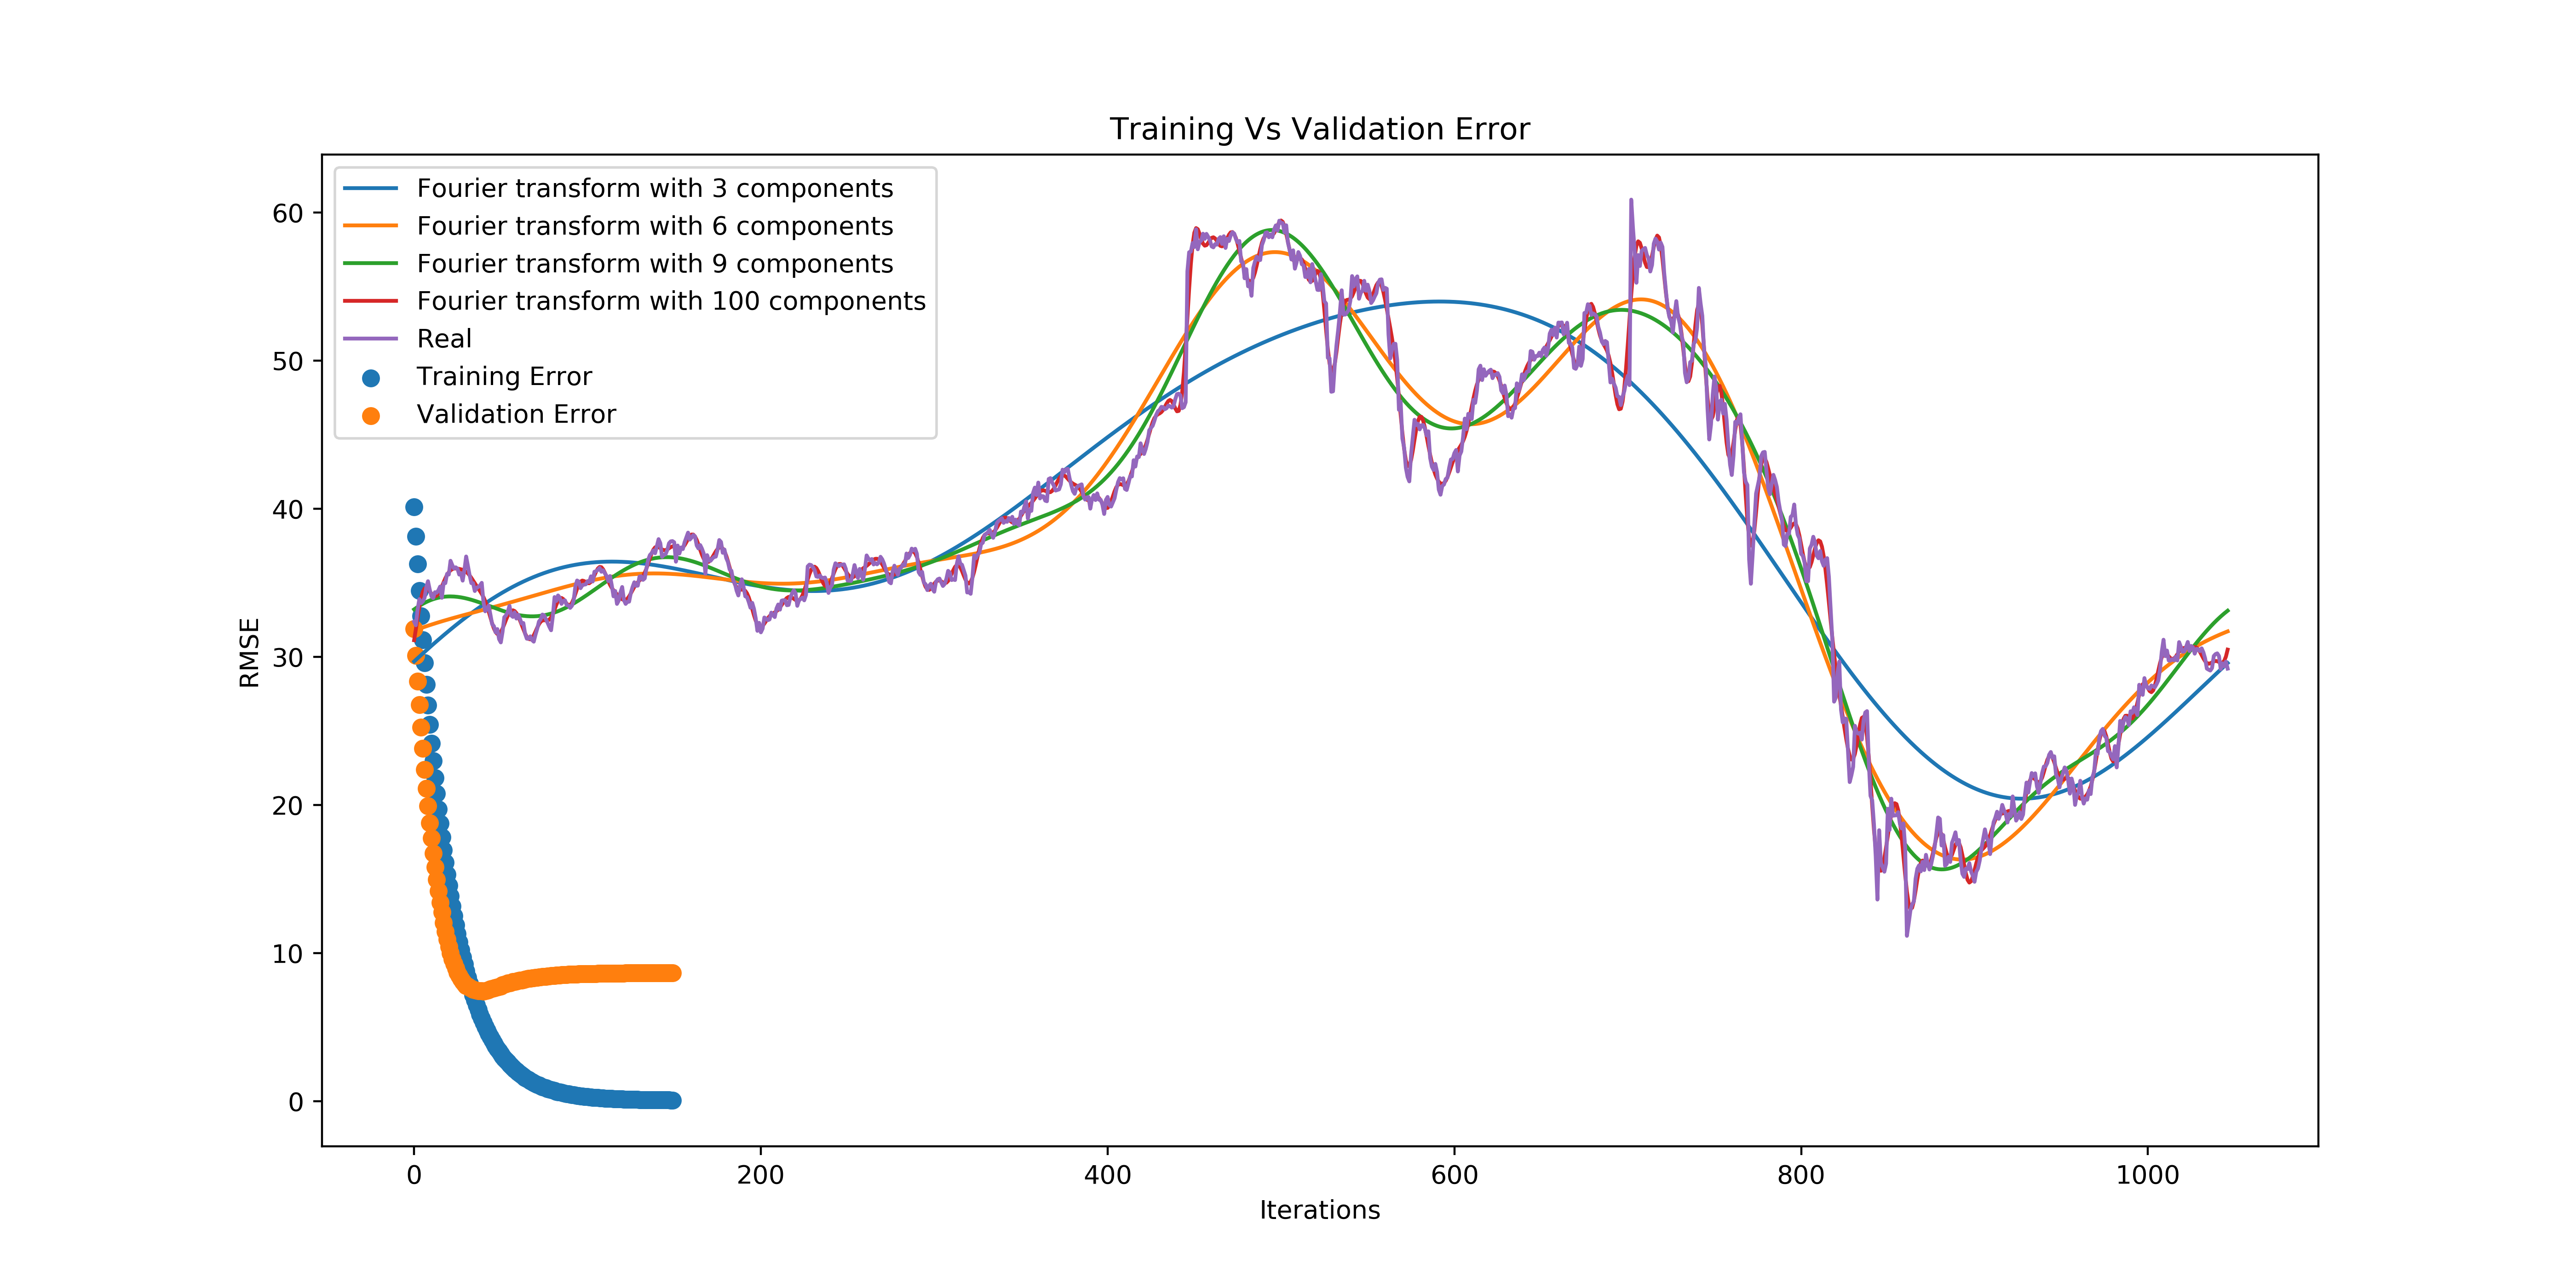 Training Vs Validation Error
Fourier transform with 3 components
Fourier transform with 6 components
Fourier transform with 9 components
Fourier transform with 100 components
Real
Training Error
Validation Error
RMSE
60
50
40
30
20
10
0
0 200 400 600 800 1000
Iterations